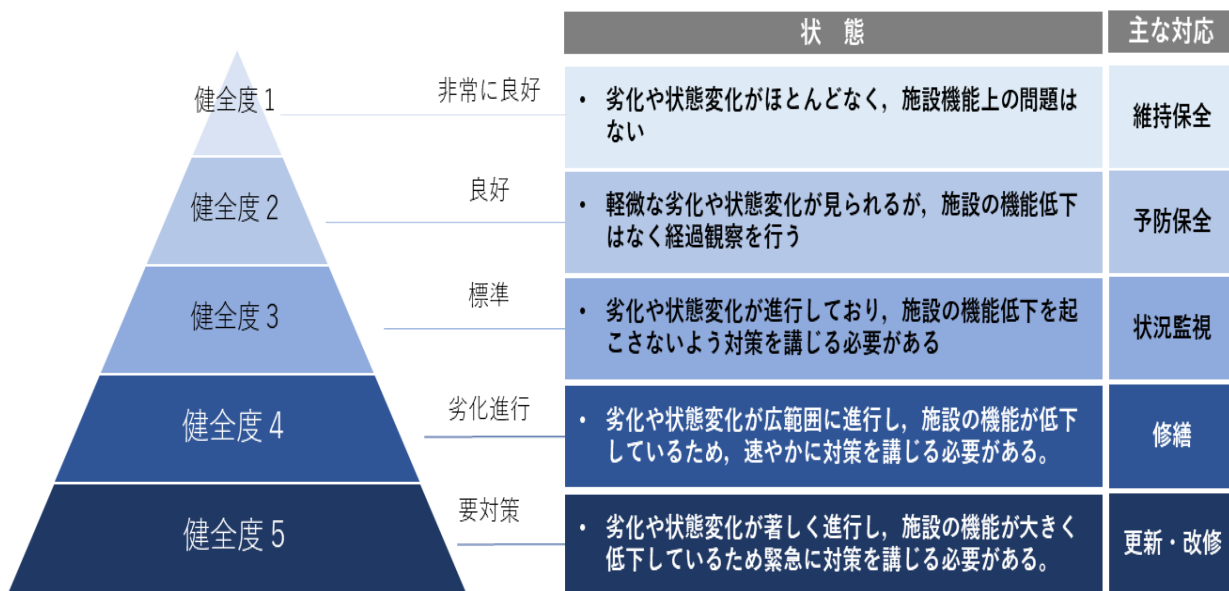 状　態
主な対応
健全度 1
非常に良好
・ 劣化や状態変化がほとんどなく，施設機能上の問題は
ない
維持保全
健全度 2
良好
・ 軽微な劣化や状態変化が見られるが，施設の機能低下
はなく経過観察を行う
予防保全
健全度 3
標準
・ 劣化や状態変化が進行しており，施設の機能低下を起
こさないよう対策を講じる必要がある
状況監視
健全度 4
劣化進行
・ 劣化や状態変化が広範囲に進行し，施設の機能が低下
しているため，速やかに対策を講じる必要がある。
修繕
健全度 5
要対策
・ 劣化や状態変化が著しく進行し，施設の機能が大きく
低下しているため緊急に対策を講じる必要がある。
更新・改修